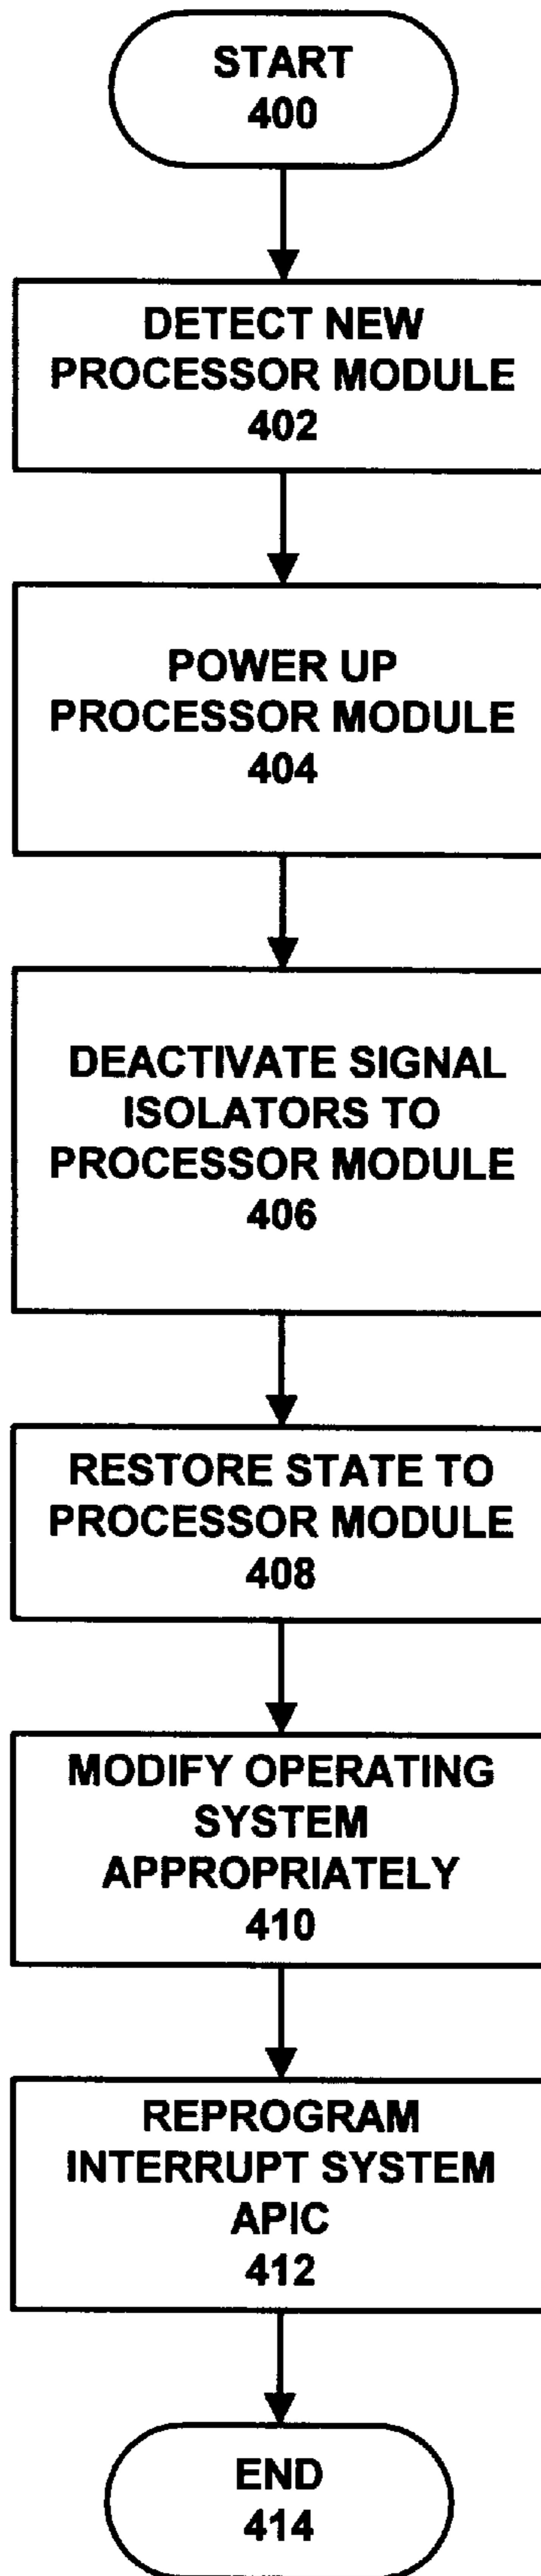 START
400
DETECT NEW
PROCESSOR MODULE
402
POWER UP
PROCESSOR MODULE
404
DEACTIVATE SIGNAL
ISOLATORS TO
PROCESSOR MODULE
406
RESTORE STATE TO
PROCESSOR MODULE
408
MODIFY OPERATING
SYSTEM
APPROPRIATELY
410
REPROGRAM
INTERRUPT SYSTEM
APIC
412
END
414